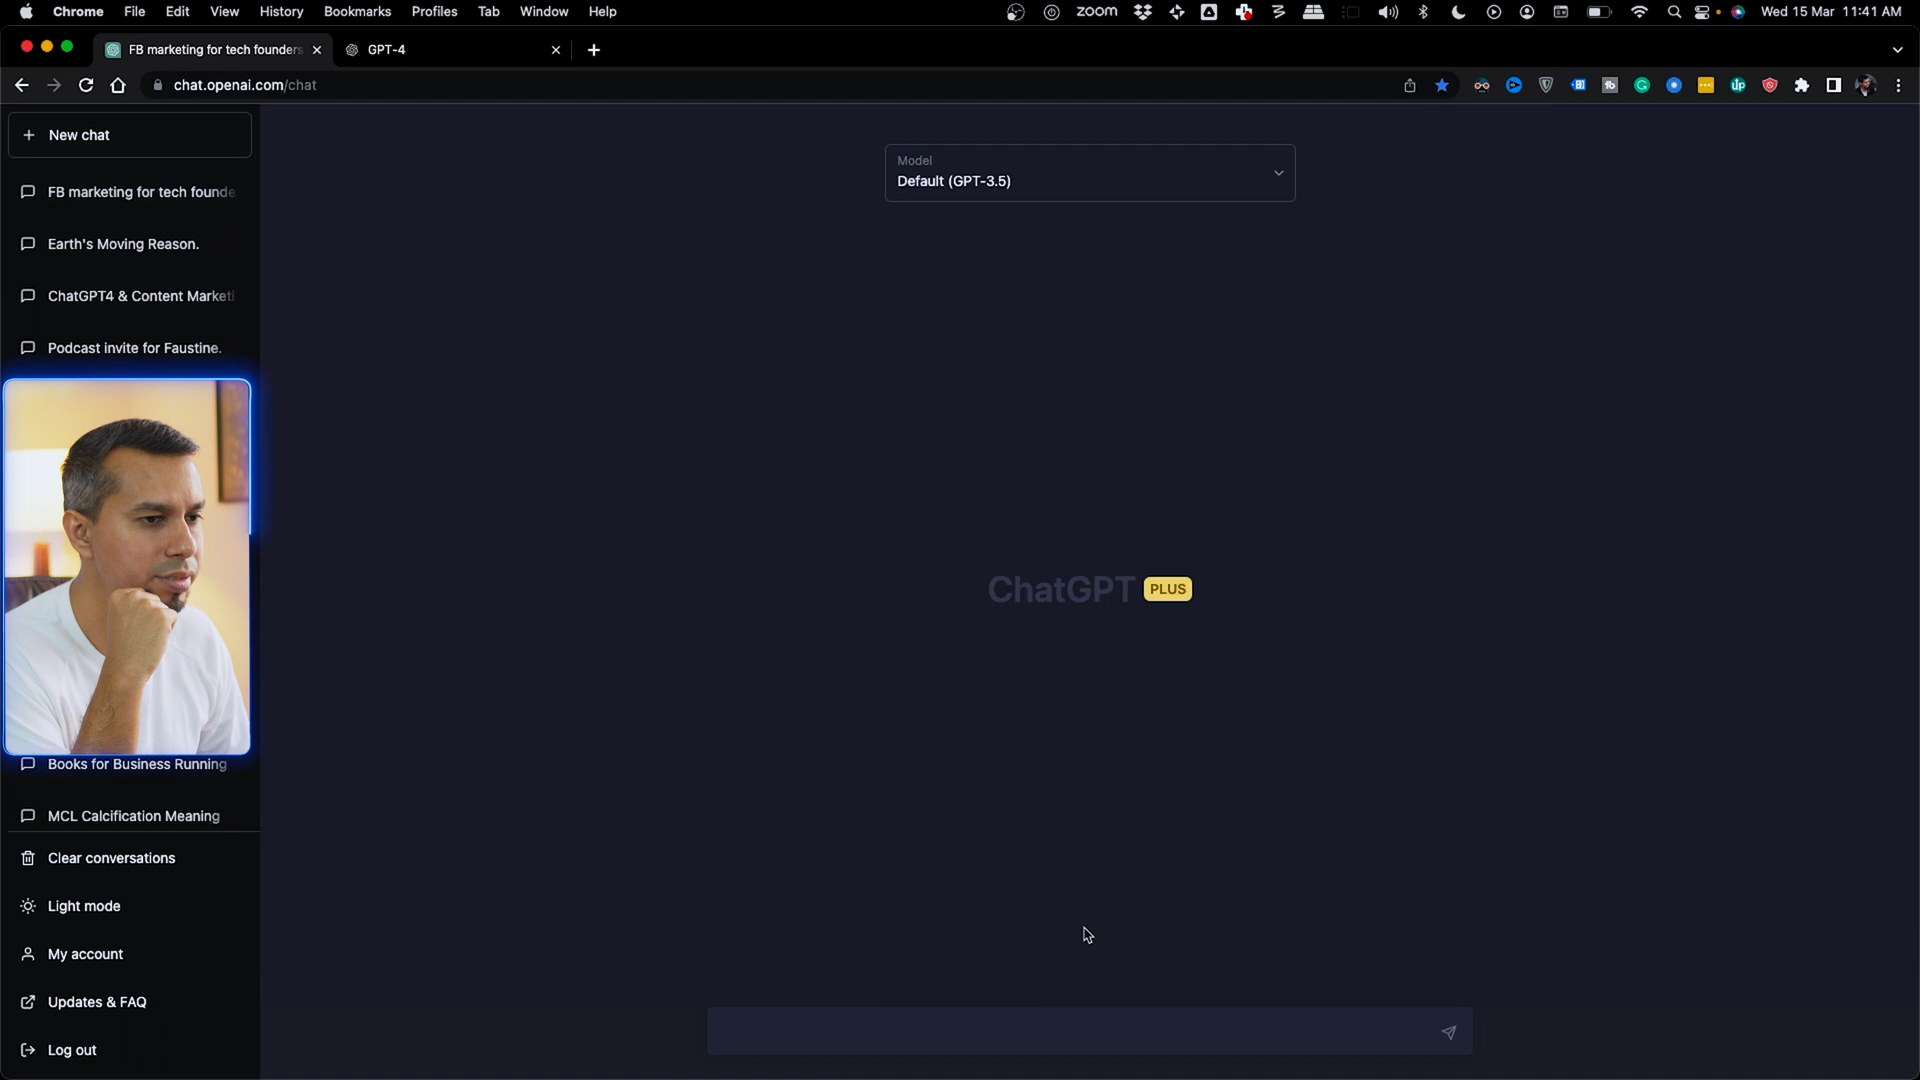 Chrome File Edit View History Bookmarks Profiles Tab Window Help
zoom
Wed 15 Mar 11:41 AM
FB marketing for tech founders
GPT-4
chat.openai.com/chat
New chat
FB marketing for tech founde
Earth's Moving Reason.
ChatGPT4 & Content Marketi
Podcast invite for Faustine.
Books for Business Running
MCL Calcification Meaning
Clear conversations
Light mode
My account
Updates & FAQ
Log out
Model
Default (GPT-3.5)
ChatGPT PLUS